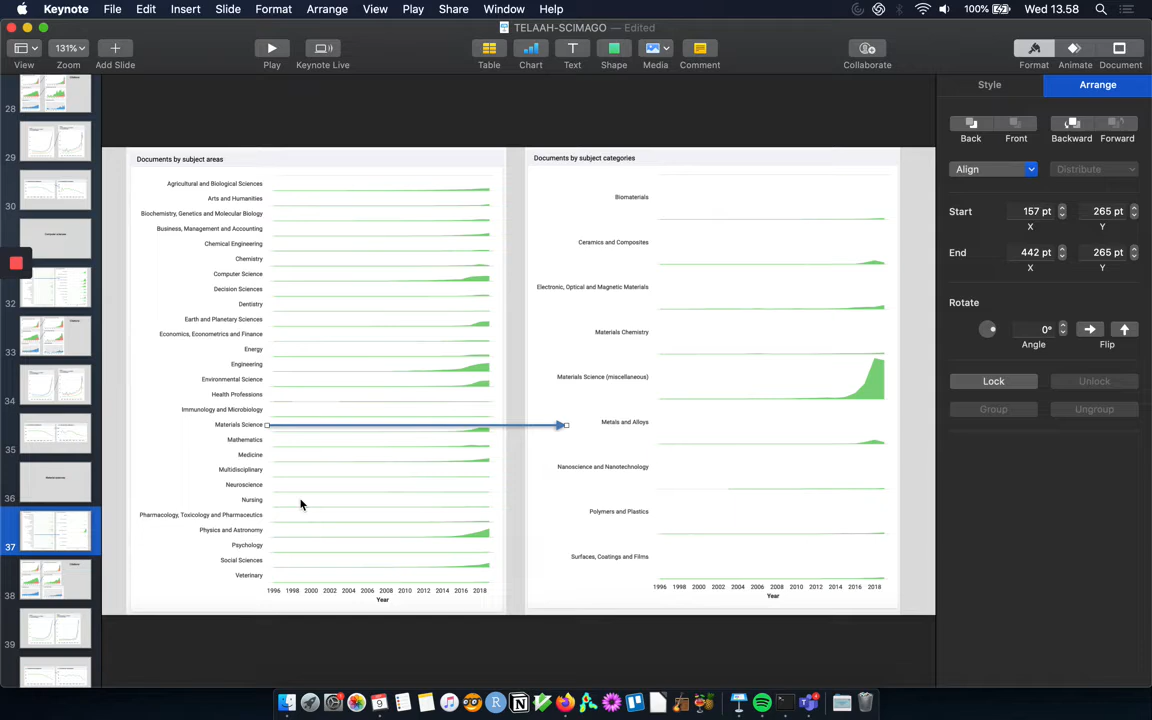 Keynote File Edit Insert Slide Format Arrange View Play Share Window Help 100% Wed 13.58
TELAAH-SCIMAGO — Edited
131%
View Zoom Add Slide Play Keynote Live Table Chart Text Shape Media Comment Collaborate Format Animate Document
Style Arrange
Back Front Backward Forward
Align Distribute
Start 157 pt 265 pt
X Y
End 442 pt 265 pt
X Y
Rotate
0°
Angle Flip
Lock Unlock
Group Ungroup
28
29
30
32
33
34
35
36
37
38
39
Documents by subject areas
Agricultural and Biological Sciences
Arts and Humanities
Biochemistry, Genetics and Molecular Biology
Business, Management and Accounting
Chemical Engineering
Chemistry
Computer Science
Decision Sciences
Dentistry
Earth and Planetary Sciences
Economics, Econometrics and Finance
Energy
Engineering
Environmental Science
Health Professions
Immunology and Microbiology
Materials Science
Mathematics
Medicine
Multidisciplinary
Neuroscience
Nursing
Pharmacology, Toxicology and Pharmaceutics
Physics and Astronomy
Psychology
Social Sciences
Veterinary
1996 1998 2000 2002 2004 2006 2008 2010 2012 2014 2016 2018
Year
Documents by subject categories
Biomaterials
Ceramics and Composites
Electronic, Optical and Magnetic Materials
Materials Chemistry
Materials Science (miscellaneous)
Metals and Alloys
Nanoscience and Nanotechnology
Polymers and Plastics
Surfaces, Coatings and Films
1996 1998 2000 2002 2004 2006 2008 2010 2012 2014 2016 2018
Year